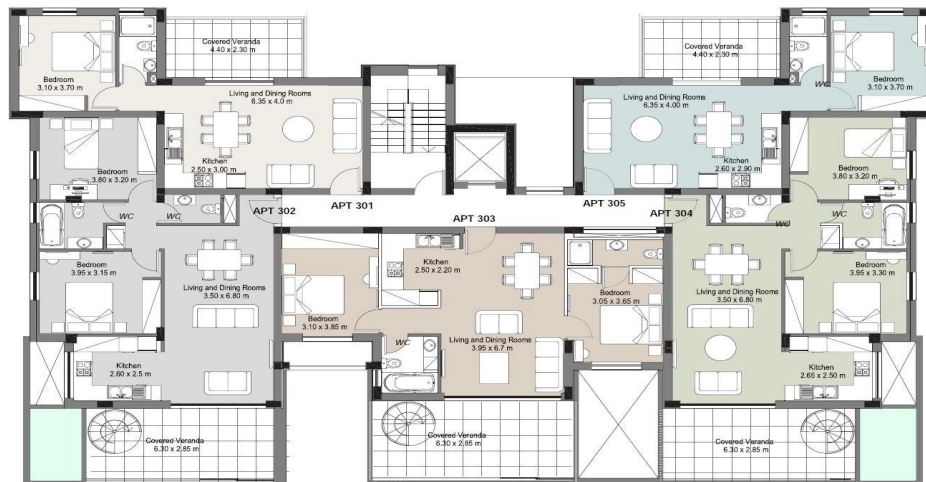 Covered Veranda
4.40 x 2.30 m
Covered Veranda
4.40 x 2.30 m
Bedroom
3.10 x 3.70 m
Living and Dining Rooms
6.35 x 4.0 m
Living and Dining Rooms
6.35 x 4.00 m
WC
Bedroom
3.10 x 3.70 m
Kitchen
2.50 x 3.00 m
Kitchen
2.60 x 2.90 m
Bedroom
3.80 x 3.20 m
Bedroom
3.80 x 3.20 m
WC
WC
APT 302
APT 301
APT 303
APT 305
APT 304
WC
WC
Bedroom
3.95 x 3.15 m
Living and Dining Rooms
3.50 x 6.80 m
Kitchen
2.50 x 2.20 m
Bedroom
3.10 x 3.85 m
Bedroom
3.05 x 3.65 m
Living and Dining Rooms
3.50 x 6.80 m
Bedroom
3.95 x 3.30 m
WC
Living and Dining Rooms
3.95 x 6.7 m
Kitchen
2.60 x 2.5 m
Kitchen
2.65 x 2.50 m
Covered Veranda
6.30 x 2.85 m
Covered Veranda
6.30 x 2.85 m
Covered Veranda
6.30 x 2.85 m